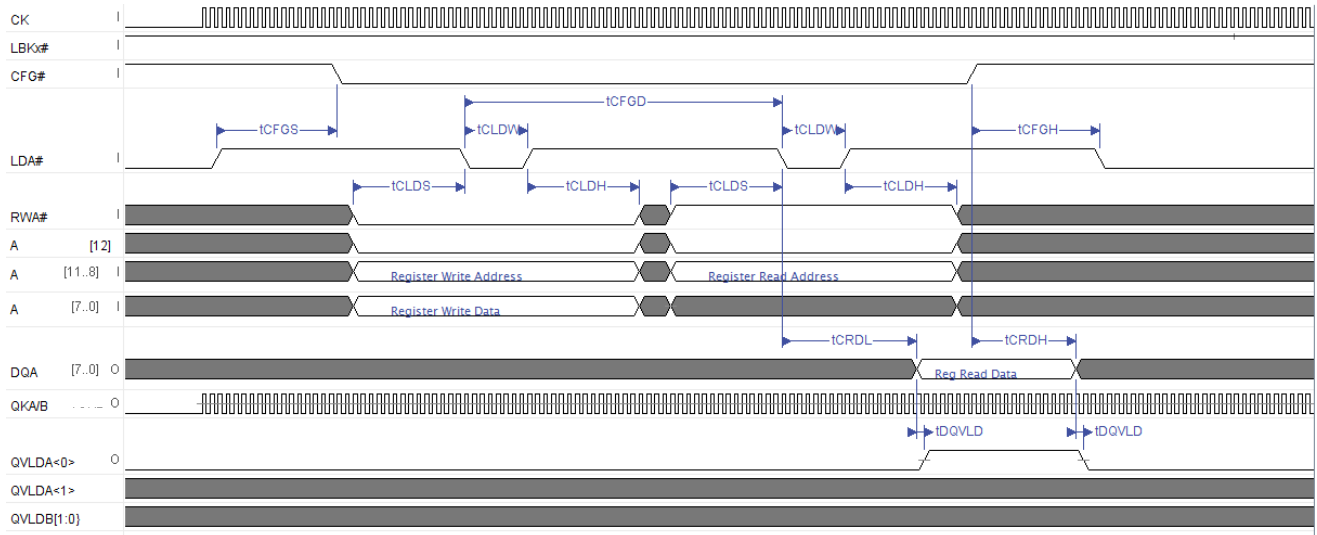 CK
LBKx# I
CFG# I
tCFGD
tCFGS tCLDW tCLDW tCFGH
LDA# I
tCLDS tCLDH tCLDS tCLDH
RWA# I
A [12]
A [11..8] I Register Write Address Register Read Address
A [7..0] I Register Write Data
tCRDL tCRDH
DQA [7..0] O Reg Read Data
QKA/B O
tDQVLD tDQVLD
QVLDA<0> O
QVLDA<1>
QVLDB[1:0}